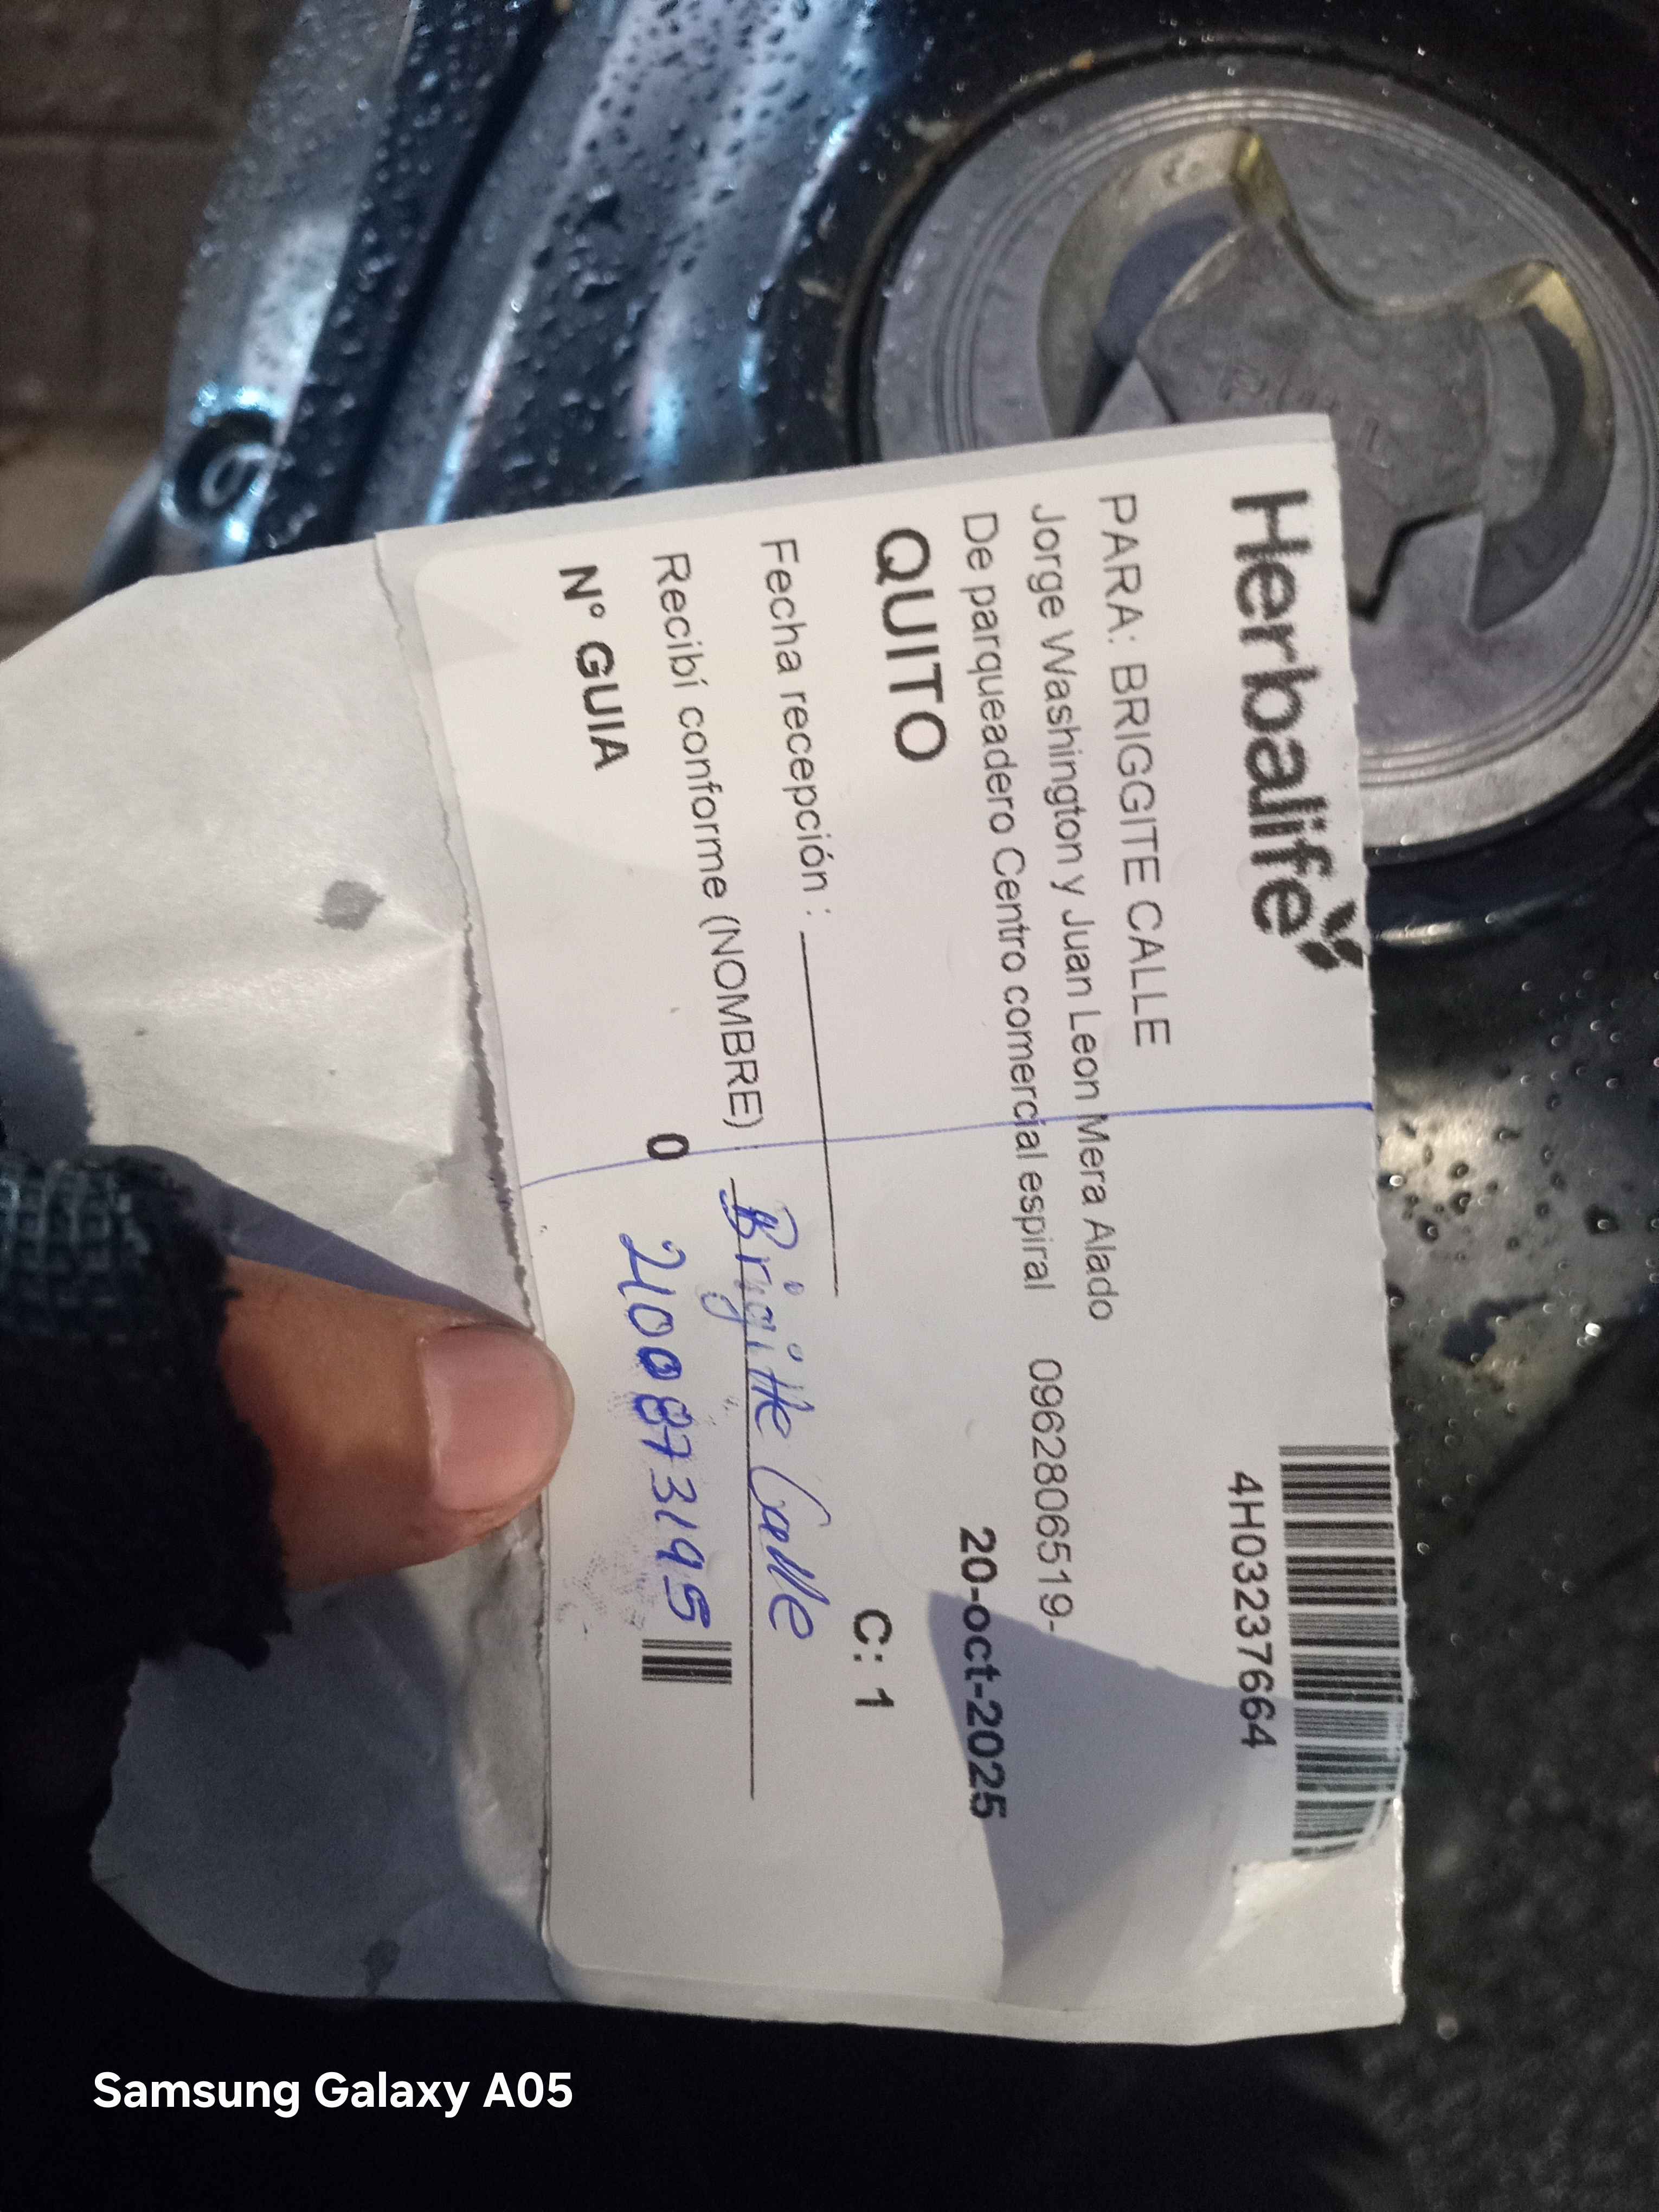 Herbalife
4H03237664
PARA: BRIGGITE CALLE
Jorge Washington y Juan Leon Mera Alado
De parqueadero Centro comercial espiral 0962806519-
QUITO
20-oct-2025
C: 1
Fecha recepción :
Recibí conforme (NOMBRE) Brigitte Calle
N° GUIA 0
2100873195
Samsung Galaxy A05